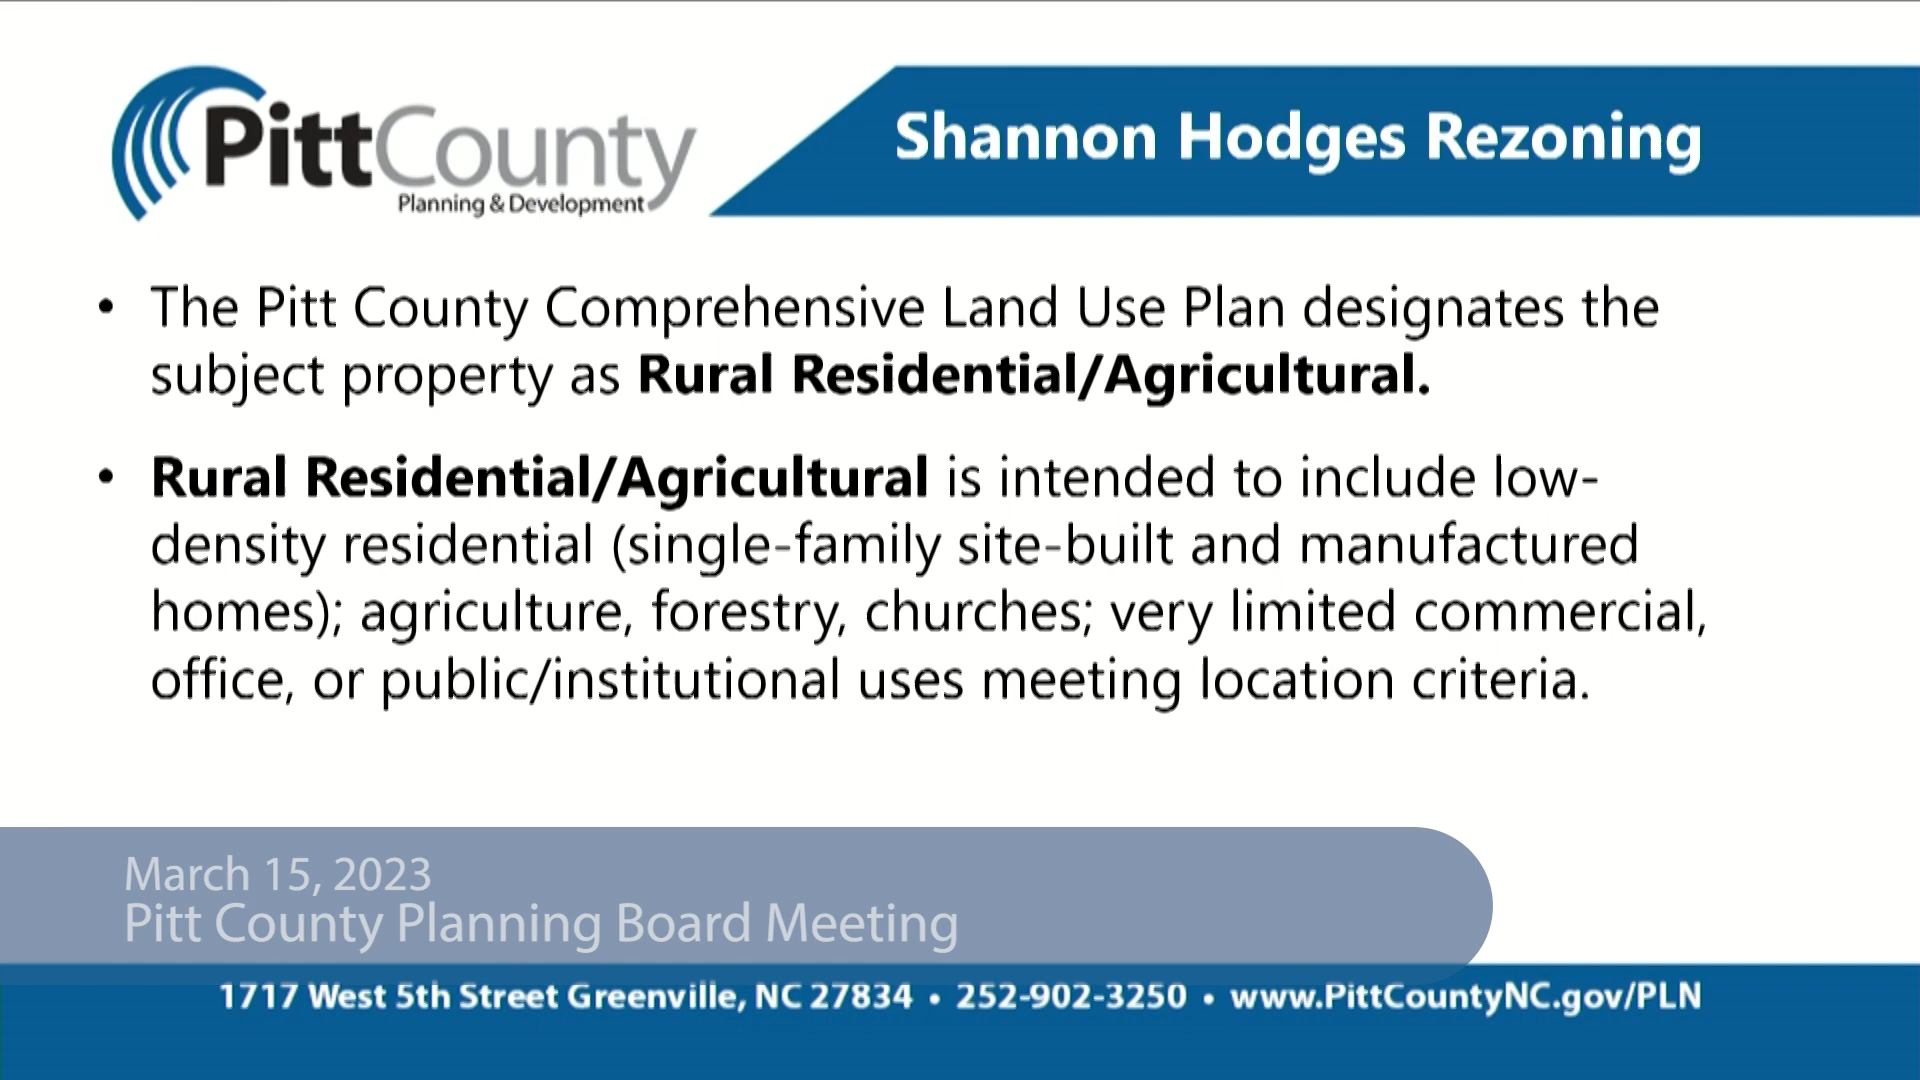 PittCounty
Planning & Development
Shannon Hodges Rezoning
• The Pitt County Comprehensive Land Use Plan designates the
subject property as Rural Residential/Agricultural.
• Rural Residential/Agricultural is intended to include low-
density residential (single-family site-built and manufactured
homes); agriculture, forestry, churches; very limited commercial,
office, or public/institutional uses meeting location criteria.
March 15, 2023
Pitt County Planning Board Meeting
1717 West 5th Street Greenville, NC 27834 • 252-902-3250 • www.PittCountyNC.gov/PLN